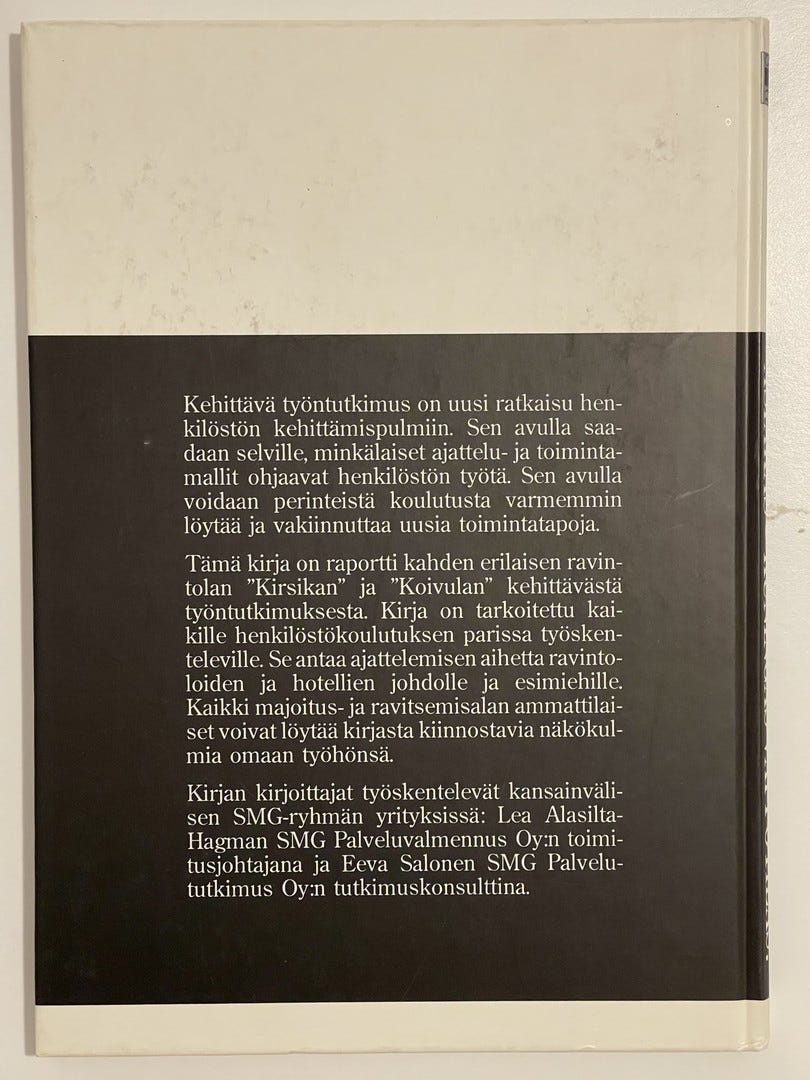 Kehittävä työntutkimus on uusi ratkaisu hen-
kilöstön kehittämispulmiin. Sen avulla saa-
daan selville, minkälaiset ajattelu- ja toiminta-
mallit ohjaavat henkilöstön työtä. Sen avulla
voidaan perinteistä koulutusta varmemmin
löytää ja vakiinnuttaa uusia toimintatapoja.
Tämä kirja on raportti kahden erilaisen ravin-
tolan ”Kirsikan” ja ”Koivulan” kehittävästä
työntutkimuksesta. Kirja on tarkoitettu kai-
kille henkilöstökoulutuksen parissa työsken-
televille. Se antaa ajattelemisen aihetta ravinto-
loiden ja hotellien johdolle ja esimiehille.
Kaikki majoitus- ja ravitsemisalan ammattilai-
set voivat löytää kirjasta kiinnostavia näkökul-
mia omaan työhönsä.
Kirjan kirjoittajat työskentelevät kansainväli-
sen SMG-ryhmän yrityksissä: Lea Alasilta-
Hagman SMG Palveluvalmennus Oy:n toimi-
tusjohtajana ja Eeva Salonen SMG Palvelu-
tutkimus Oy:n tutkimuskonsulttina.